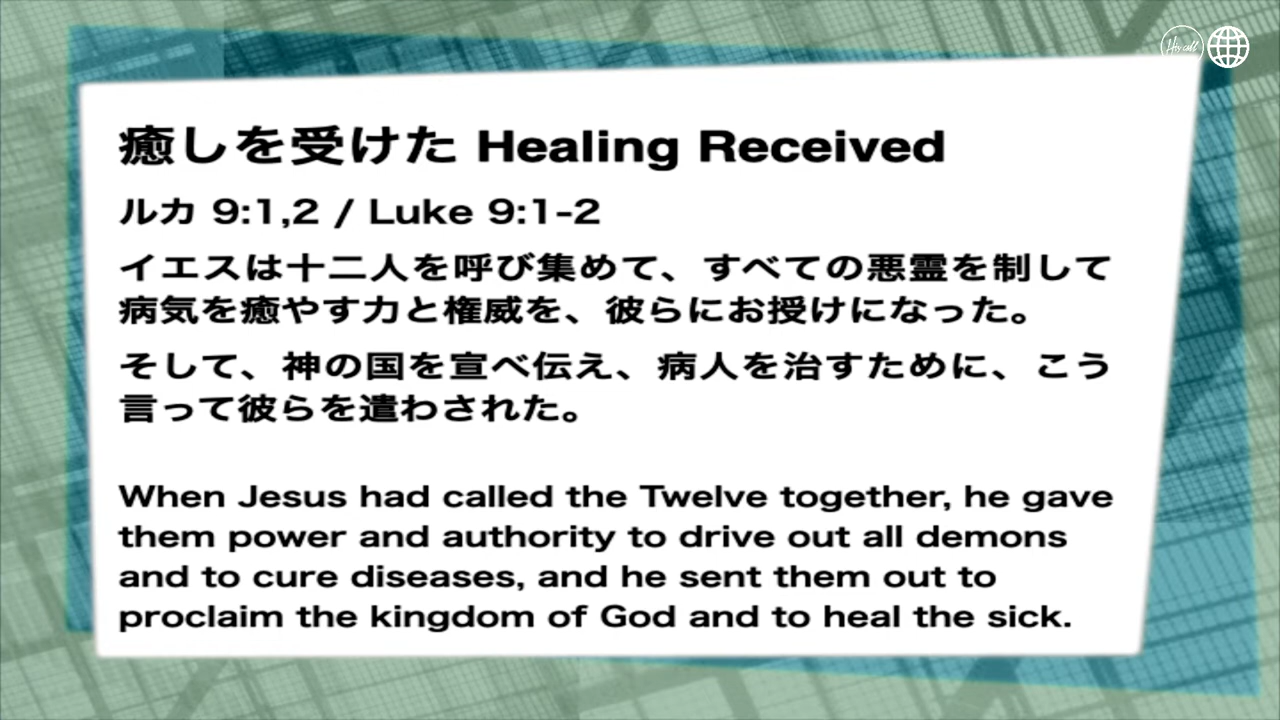 His call
癒しを受けた Healing Received
ルカ 9:1,2 / Luke 9:1-2
イエスは十二人を呼び集めて、すべての悪霊を制して
病気を癒やす力と権威を、彼らにお授けになった。
そして、神の国を宣べ伝え、病人を治すために、こう
言って彼らを遣わされた。
When Jesus had called the Twelve together, he gave
them power and authority to drive out all demons
and to cure diseases, and he sent them out to
proclaim the kingdom of God and to heal the sick.